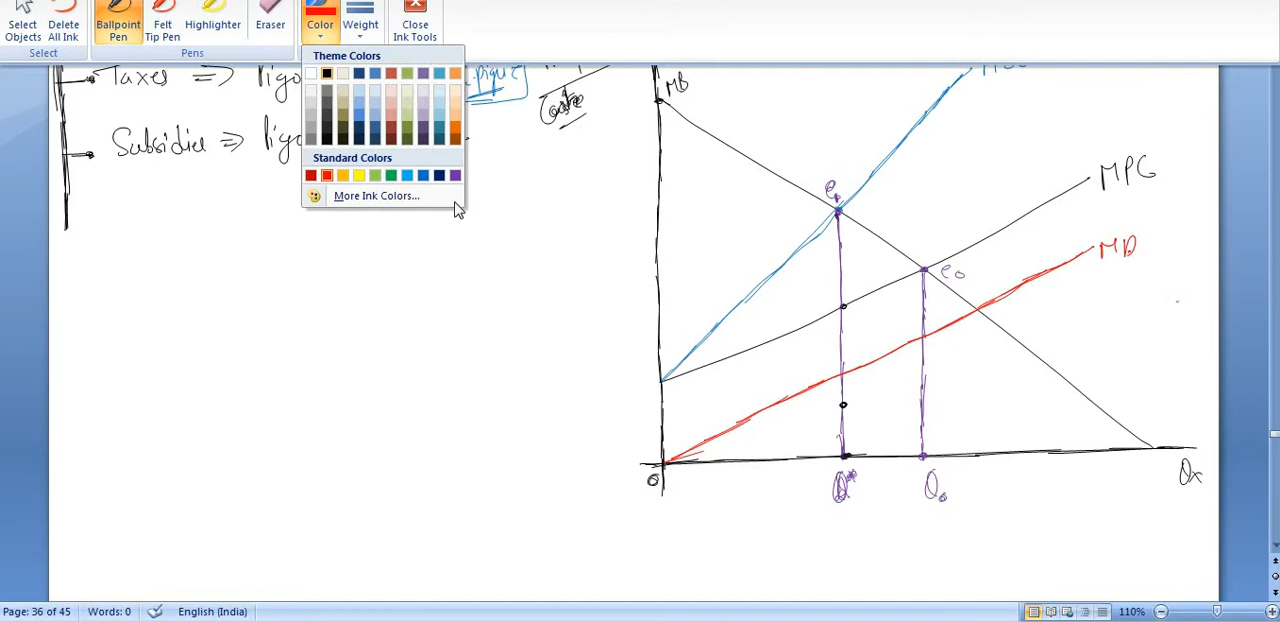 Select Objects
Delete All Ink
Ballpoint Pen
Felt Tip Pen
Highlighter
Eraser
Color
Weight
Close Ink Tools
Select
Pens
Theme Colors
Standard Colors
More Ink Colors...
Taxes =>
Subsidie =>
MB
MPC
MD
e0
Q*
Q0
Qx
0
Page: 36 of 45
Words: 0
English (India)
110%